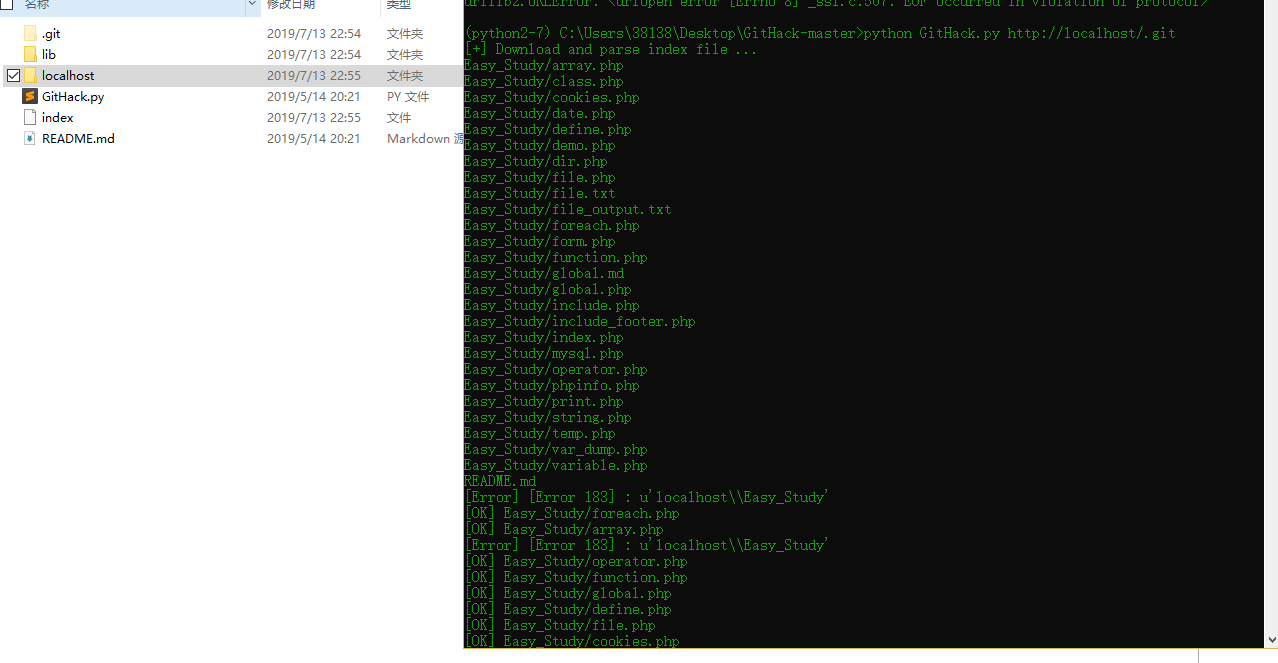 名称 修改日期 类型
.git 2019/7/13 22:54 文件夹
lib 2019/7/13 22:54 文件夹
localhost 2019/7/13 22:55 文件夹
GitHack.py 2019/5/14 20:21 PY 文件
index 2019/7/13 22:55 文件
README.md 2019/5/14 20:21 Markdown 源
urllib2.URLError: <urlopen error [Errno 8] _ssl.c:507: EOF occurred in violation of protocol>
(python2-7) C:\Users\38138\Desktop\GitHack-master>python GitHack.py http://localhost/.git
[+] Download and parse index file ...
Easy_Study/array.php
Easy_Study/class.php
Easy_Study/cookies.php
Easy_Study/date.php
Easy_Study/define.php
Easy_Study/demo.php
Easy_Study/dir.php
Easy_Study/file.php
Easy_Study/file.txt
Easy_Study/file_output.txt
Easy_Study/foreach.php
Easy_Study/form.php
Easy_Study/function.php
Easy_Study/global.md
Easy_Study/global.php
Easy_Study/include.php
Easy_Study/include_footer.php
Easy_Study/index.php
Easy_Study/mysql.php
Easy_Study/operator.php
Easy_Study/phpinfo.php
Easy_Study/print.php
Easy_Study/string.php
Easy_Study/temp.php
Easy_Study/var_dump.php
Easy_Study/variable.php
README.md
[Error] [Error 183] : u'localhost\\Easy_Study'
[OK] Easy_Study/foreach.php
[OK] Easy_Study/array.php
[Error] [Error 183] : u'localhost\\Easy_Study'
[OK] Easy_Study/operator.php
[OK] Easy_Study/function.php
[OK] Easy_Study/global.php
[OK] Easy_Study/define.php
[OK] Easy_Study/file.php
[OK] Easy_Study/cookies.php